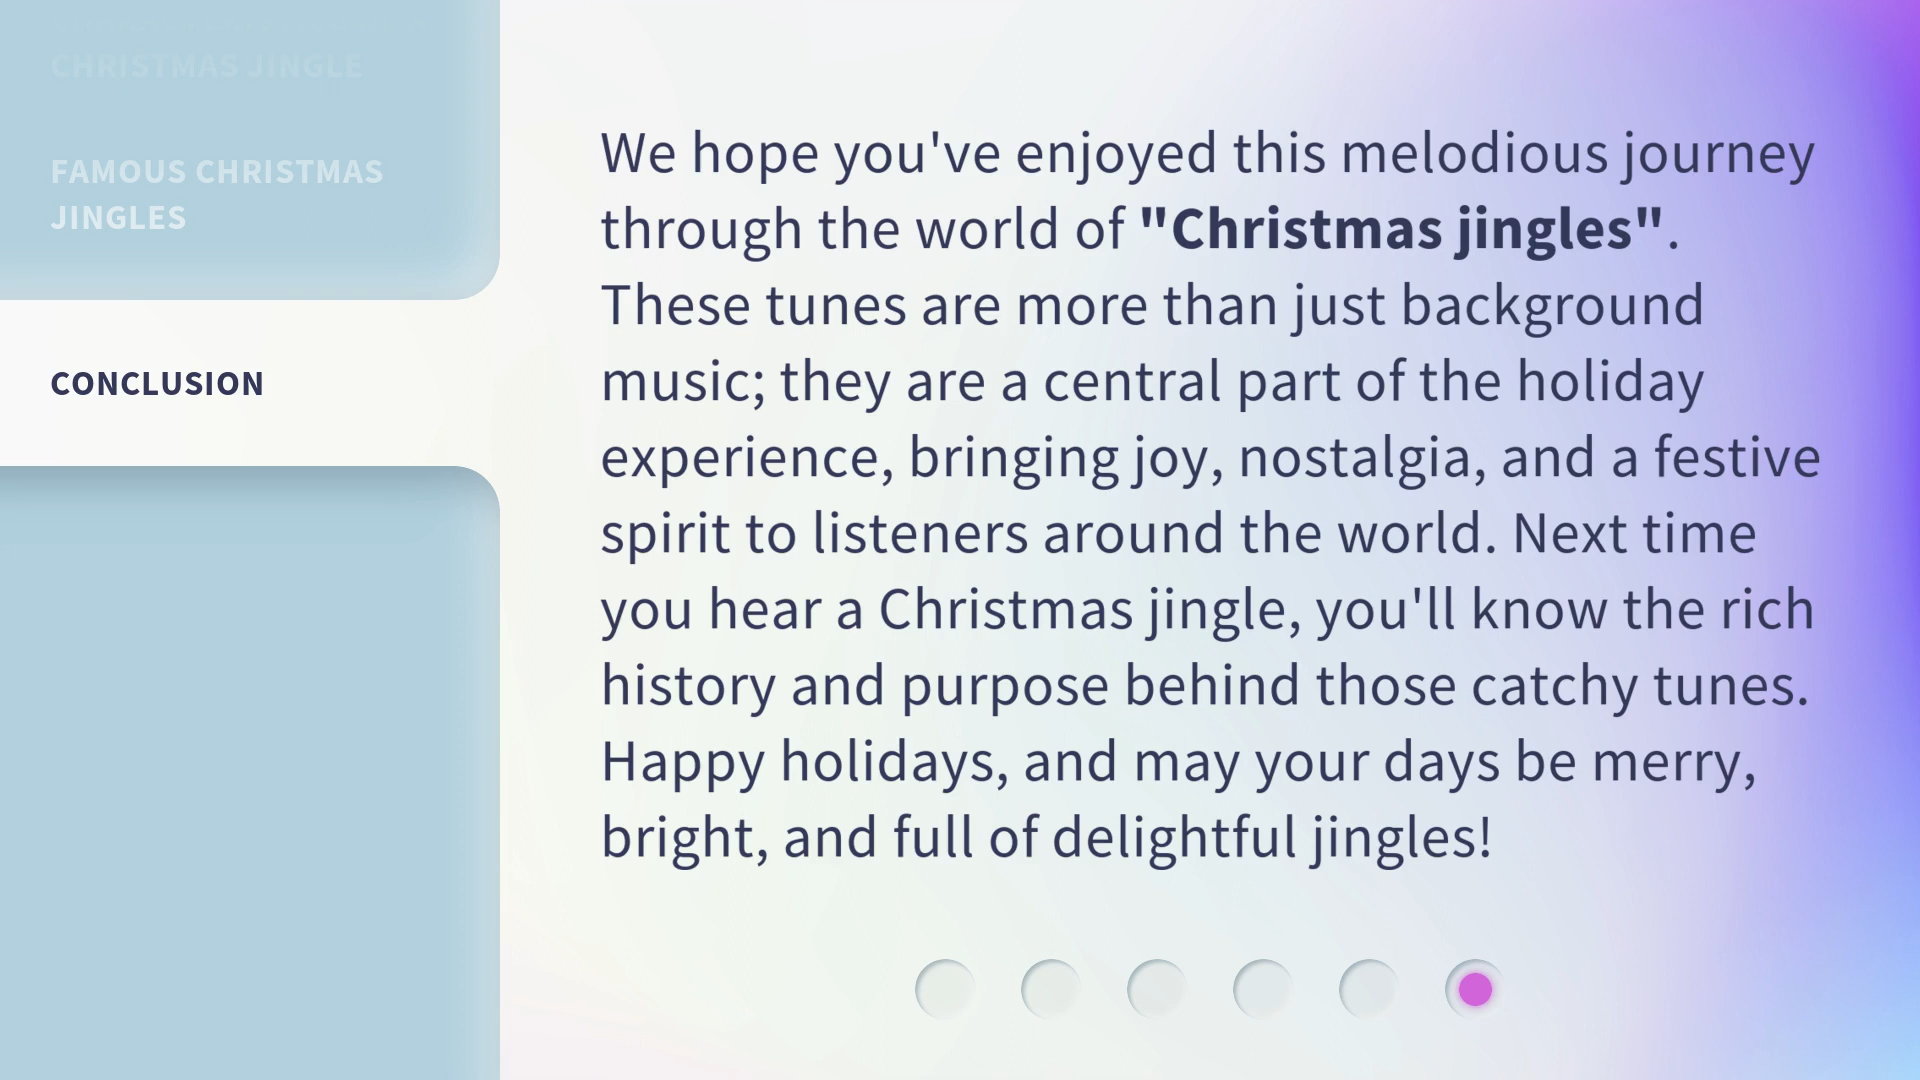 CHRISTMAS JINGLE
FAMOUS CHRISTMAS
JINGLES
CONCLUSION
We hope you've enjoyed this melodious journey
through the world of "Christmas jingles".
These tunes are more than just background
music; they are a central part of the holiday
experience, bringing joy, nostalgia, and a festive
spirit to listeners around the world. Next time
you hear a Christmas jingle, you'll know the rich
history and purpose behind those catchy tunes.
Happy holidays, and may your days be merry,
bright, and full of delightful jingles!